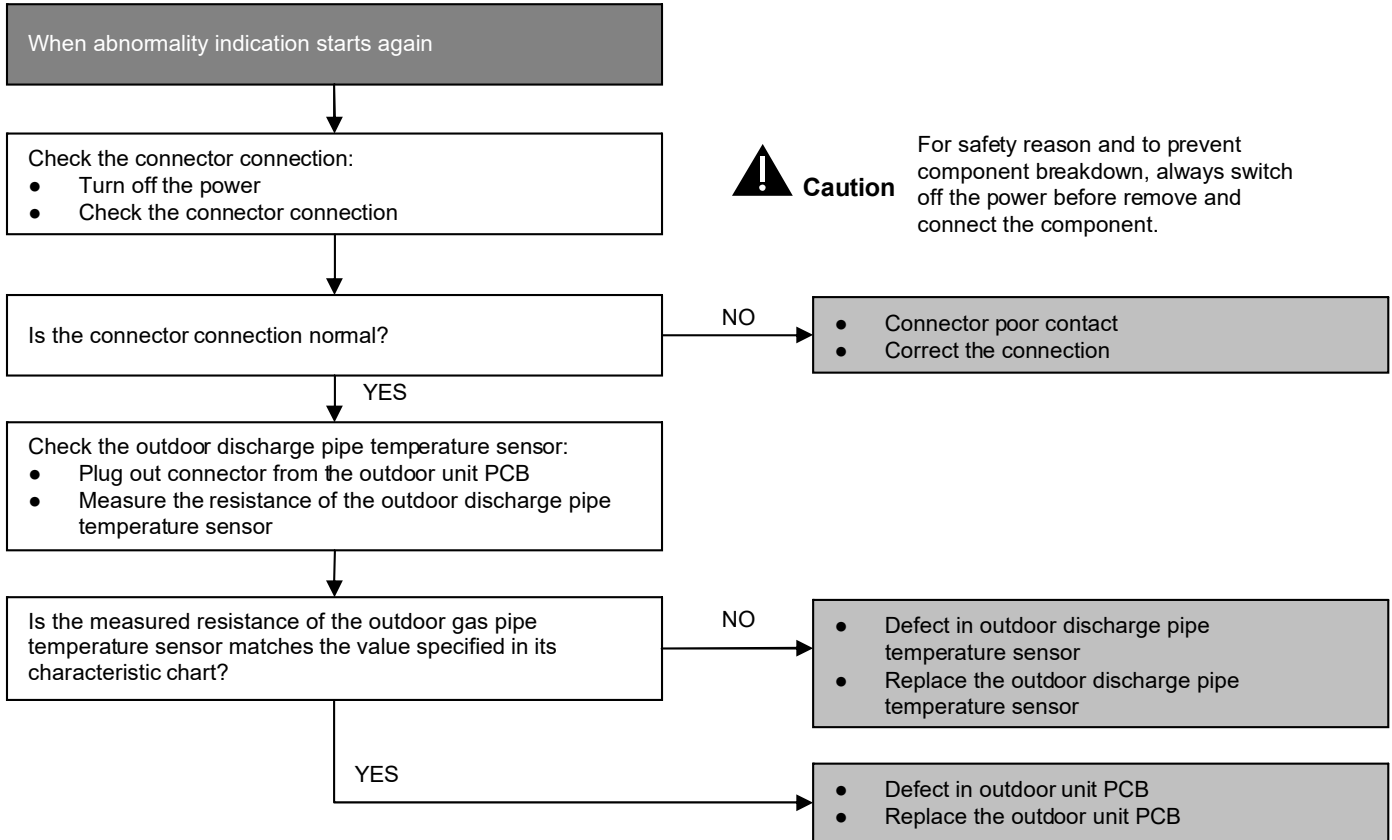 When abnormality indication starts again
Check the connector connection:
● Turn off the power
● Check the connector connection
Caution
For safety reason and to prevent
component breakdown, always switch
off the power before remove and
connect the component.
Is the connector connection normal?
NO
● Connector poor contact
● Correct the connection
YES
Check the outdoor discharge pipe temperature sensor:
● Plug out connector from the outdoor unit PCB
● Measure the resistance of the outdoor discharge pipe
temperature sensor
Is the measured resistance of the outdoor gas pipe
temperature sensor matches the value specified in its
characteristic chart?
NO
● Defect in outdoor discharge pipe
temperature sensor
● Replace the outdoor discharge pipe
temperature sensor
YES
● Defect in outdoor unit PCB
● Replace the outdoor unit PCB